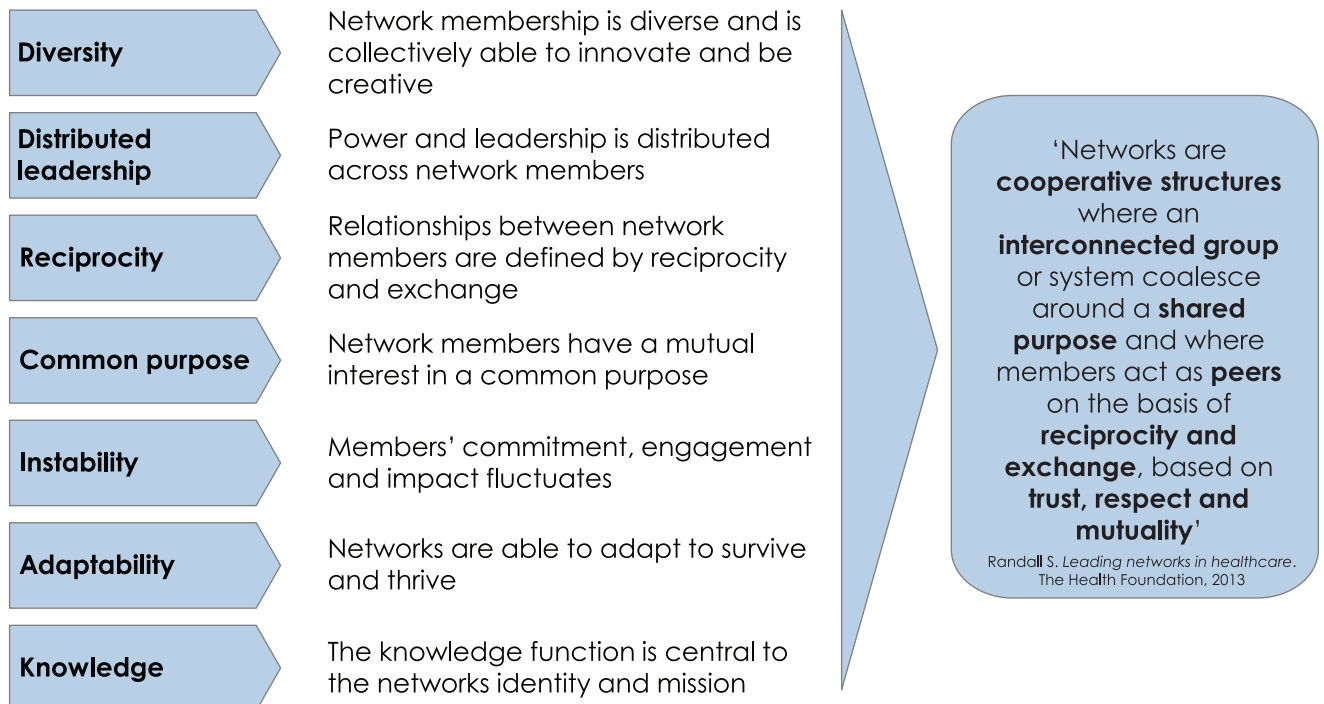 Diversity
Network membership is diverse and is
collectively able to innovate and be
creative
Distributed
leadership
Power and leadership is distributed
across network members
Reciprocity
Relationships between network
members are defined by reciprocity
and exchange
Common purpose
Network members have a mutual
interest in a common purpose
Instability
Members’ commitment, engagement
and impact fluctuates
Adaptability
Networks are able to adapt to survive
and thrive
Knowledge
The knowledge function is central to
the networks identity and mission
‘Networks are
cooperative structures
where an
interconnected group
or system coalesce
around a shared
purpose and where
members act as peers
on the basis of
reciprocity and
exchange, based on
trust, respect and
mutuality’
Randall S. Leading networks in healthcare.
The Health Foundation, 2013